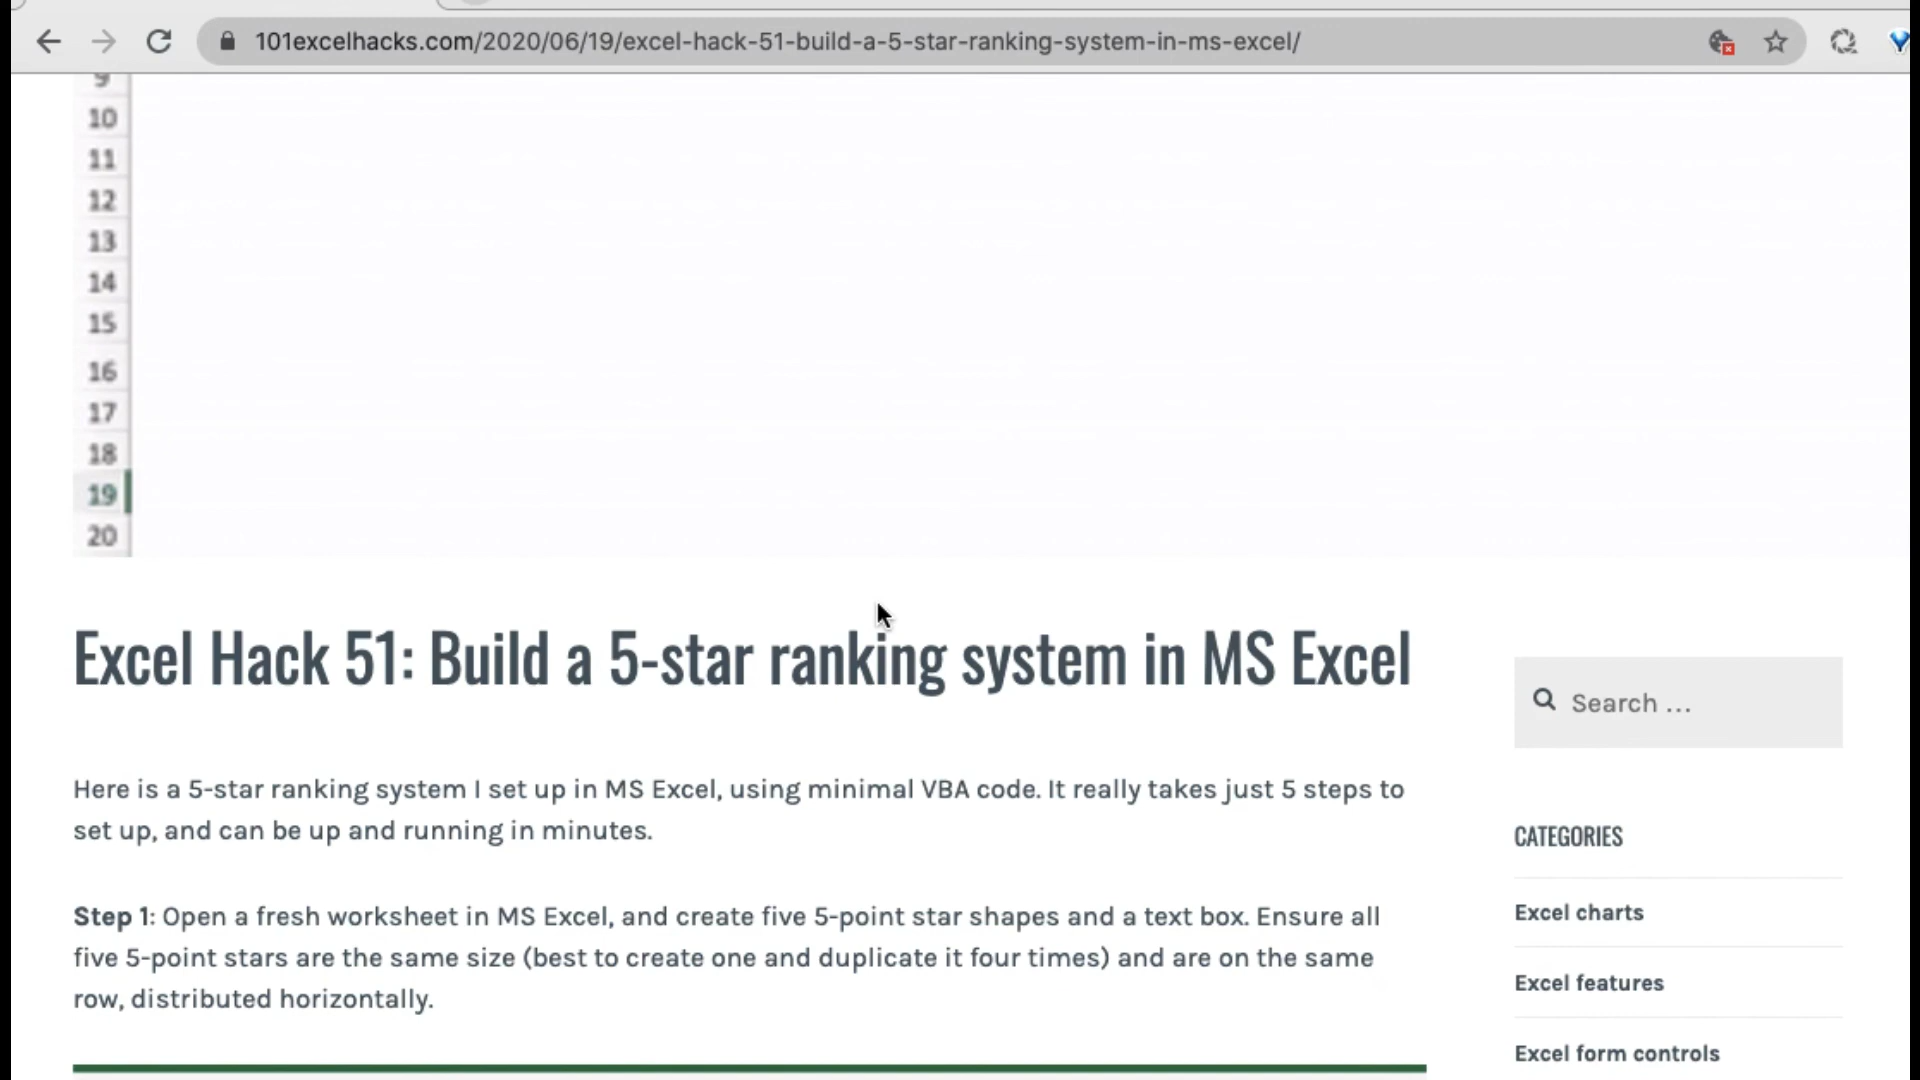 101excelhacks.com/2020/06/19/excel-hack-51-build-a-5-star-ranking-system-in-ms-excel/
9
10
11
12
13
14
15
16
17
18
19
20
Excel Hack 51: Build a 5-star ranking system in MS Excel
Here is a 5-star ranking system I set up in MS Excel, using minimal VBA code. It really takes just 5 steps to
set up, and can be up and running in minutes.
Step 1: Open a fresh worksheet in MS Excel, and create five 5-point star shapes and a text box. Ensure all
five 5-point stars are the same size (best to create one and duplicate it four times) and are on the same
row, distributed horizontally.
Search ...
CATEGORIES
Excel charts
Excel features
Excel form controls